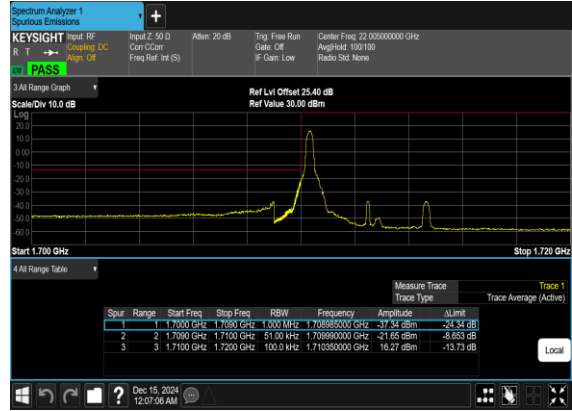 Spectrum Analyzer 1
Spurious Emissions
+
KEYSIGHT Input: RF Input Z: 50 Ω Atten: 20 dB Trig: Free Run Center Freq: 22.005000000 GHz
R T Coupling: DC Corr CCorr Gate: Off Avg|Hold: 100/100
Align: Off Freq Ref: Int (S) IF Gain: Low Radio Std: None
LW PASS
3 All Range Graph
Ref Lvl Offset 25.40 dB
Scale/Div 10.0 dB Ref Value 30.00 dBm
Log
20.0
10.0
0.00
-10.0
-20.0
-30.0
-40.0
-50.0
-60.0
Start 1.700 GHz Stop 1.720 GHz
4 All Range Table
Measure Trace Trace 1
Trace Type Trace Average (Active)
Spur Range Start Freq Stop Freq RBW Frequency Amplitude ΔLimit
1 1 1.7000 GHz 1.7090 GHz 1.000 MHz 1.708985000 GHz -37.34 dBm -24.34 dB
2 2 1.7090 GHz 1.7100 GHz 51.00 kHz 1.709990000 GHz -21.65 dBm -8.653 dB
3 3 1.7100 GHz 1.7200 GHz 100.0 kHz 1.710350000 GHz 16.27 dBm -13.73 dB
Local
? Dec 15, 2024
12:07:06 AM